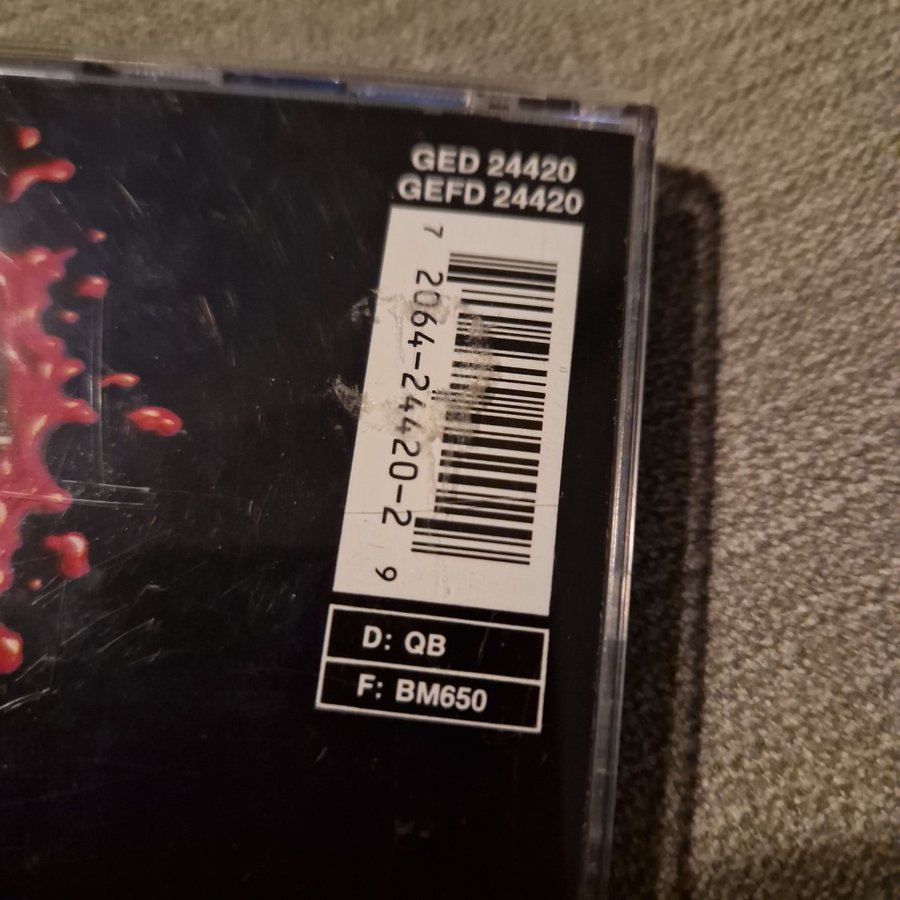 GED 24420
GEFD 24420
7 2064-24420-2 9
D: QB
F: BM650